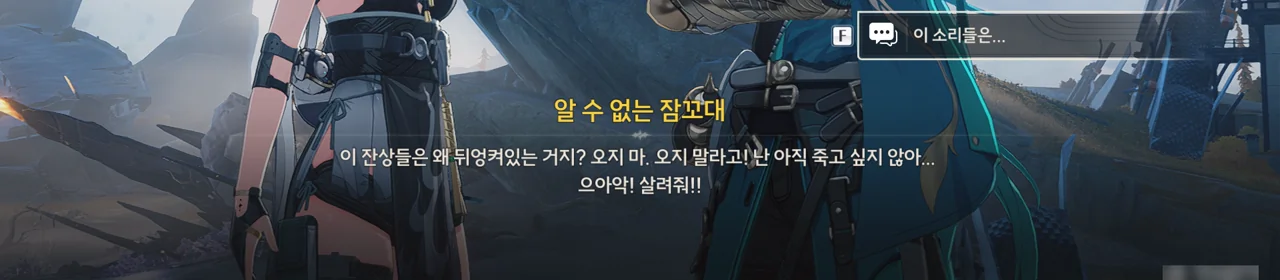 F 이 소리들은...
알 수 없는 잠꼬대
이 잔상들은 왜 뒤엉켜있는 거지? 오지 마. 오지 말라고! 난 아직 죽고 싶지 않아...
으아악! 살려줘!!